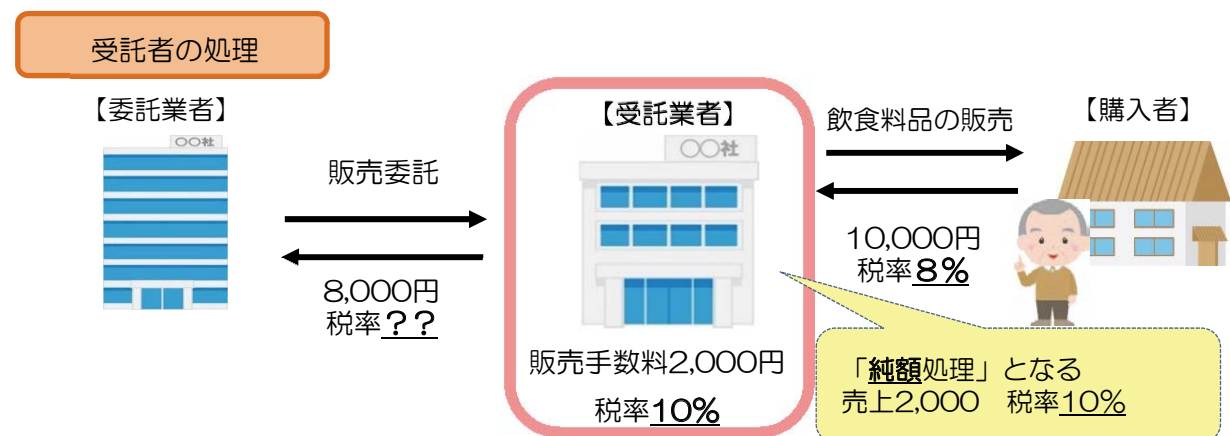 受託者の処理
【委託業者】
〇〇社
販売委託
8,000円
税率??
【受託業者】
〇〇社
販売手数料2,000円
税率10%
飲食料品の販売
10,000円
税率8%
【購入者】
「純額処理」となる
売上2,000 税率10%